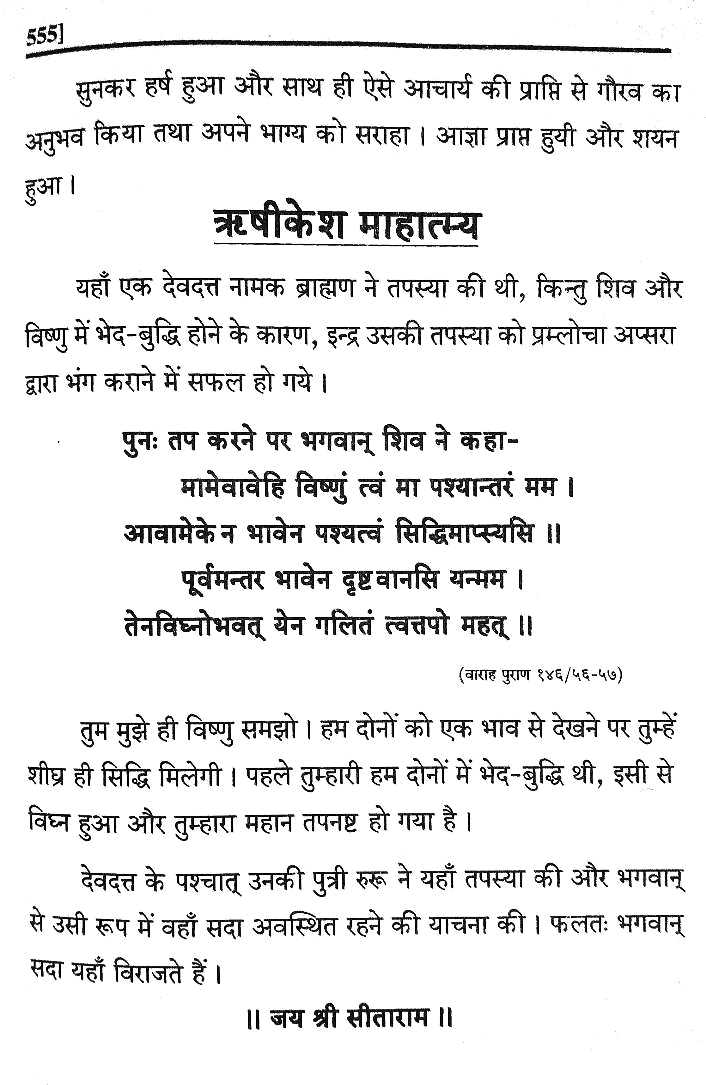 555]
सुनकर हर्ष हुआ और साथ ही ऐसे आचार्य की प्राप्ति से गौरव का
अनुभव किया तथा अपने भाग्य को सराहा । आज्ञा प्राप्त हुयी और शयन
हुआ ।
ऋषीकेश माहात्म्य
यहाँ एक देवदत्त नामक ब्राह्मण ने तपस्या की थी, किन्तु शिव और
विष्णु में भेद-बुद्धि होने के कारण, इन्द्र उसकी तपस्या को प्रम्लोचा अप्सरा
द्वारा भंग कराने में सफल हो गये ।
पुनः तप करने पर भगवान् शिव ने कहा-
मामेवावेहि विष्णुं त्वं मा पश्यान्तरं मम ।
आवामेकेन भावेन पश्यत्वं सिद्धिमाप्स्यसि ॥
पूर्वमन्तर भावेन दृष्टवानसि यन्मम ।
तेनविघ्नोभवत् येन गलितं त्वत्तपो महत् ॥
(वाराह पुराण १४६/५६-५७)
तुम मुझे ही विष्णु समझो । हम दोनों को एक भाव से देखने पर तुम्हें
शीघ्र ही सिद्धि मिलेगी । पहले तुम्हारी हम दोनों में भेद-बुद्धि थी, इसी से
विघ्न हुआ और तुम्हारा महान तपनष्ट हो गया है ।
देवदत्त के पश्चात् उनकी पुत्री रुरू ने यहाँ तपस्या की और भगवान्
से उसी रूप में वहाँ सदा अवस्थित रहने की याचना की । फलतः भगवान्
सदा यहाँ विराजते हैं ।
॥ जय श्री सीताराम ॥